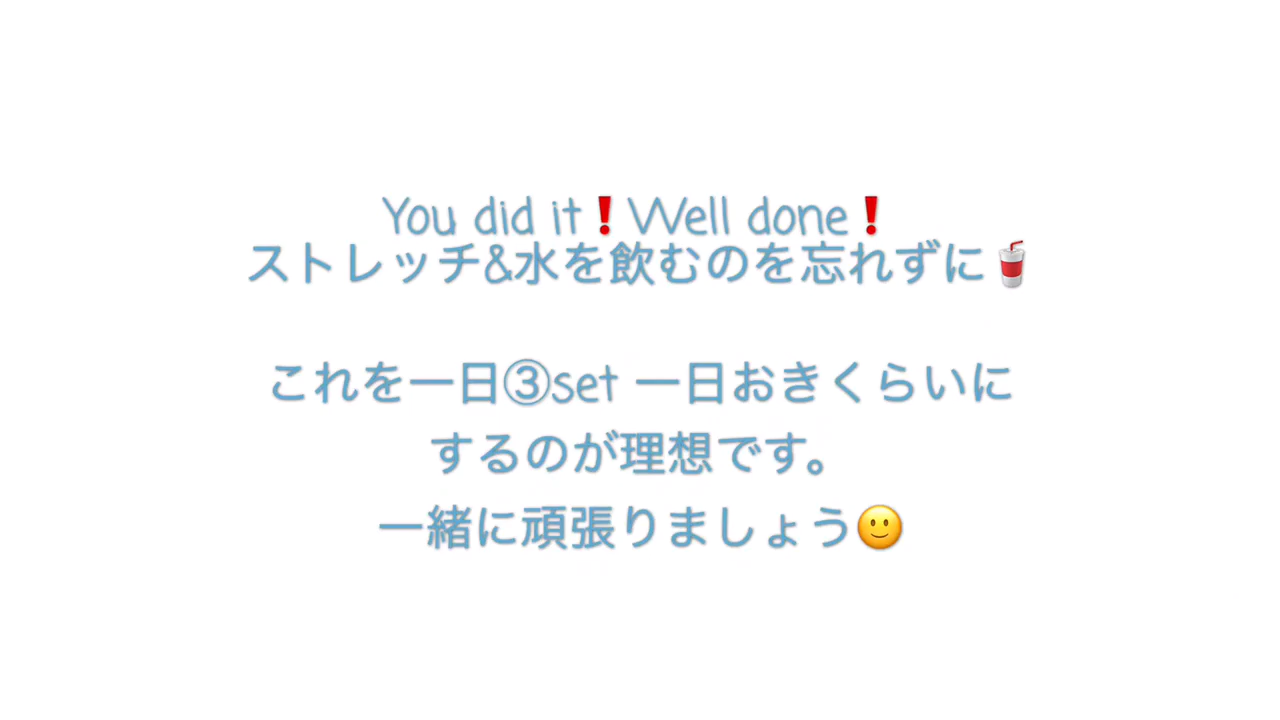 You did it❗Well done❗
ストレッチ&水を飲むのを忘れずに🥤
これを一日③set 一日おきくらいに
するのが理想です。
一緒に頑張りましょう🙂